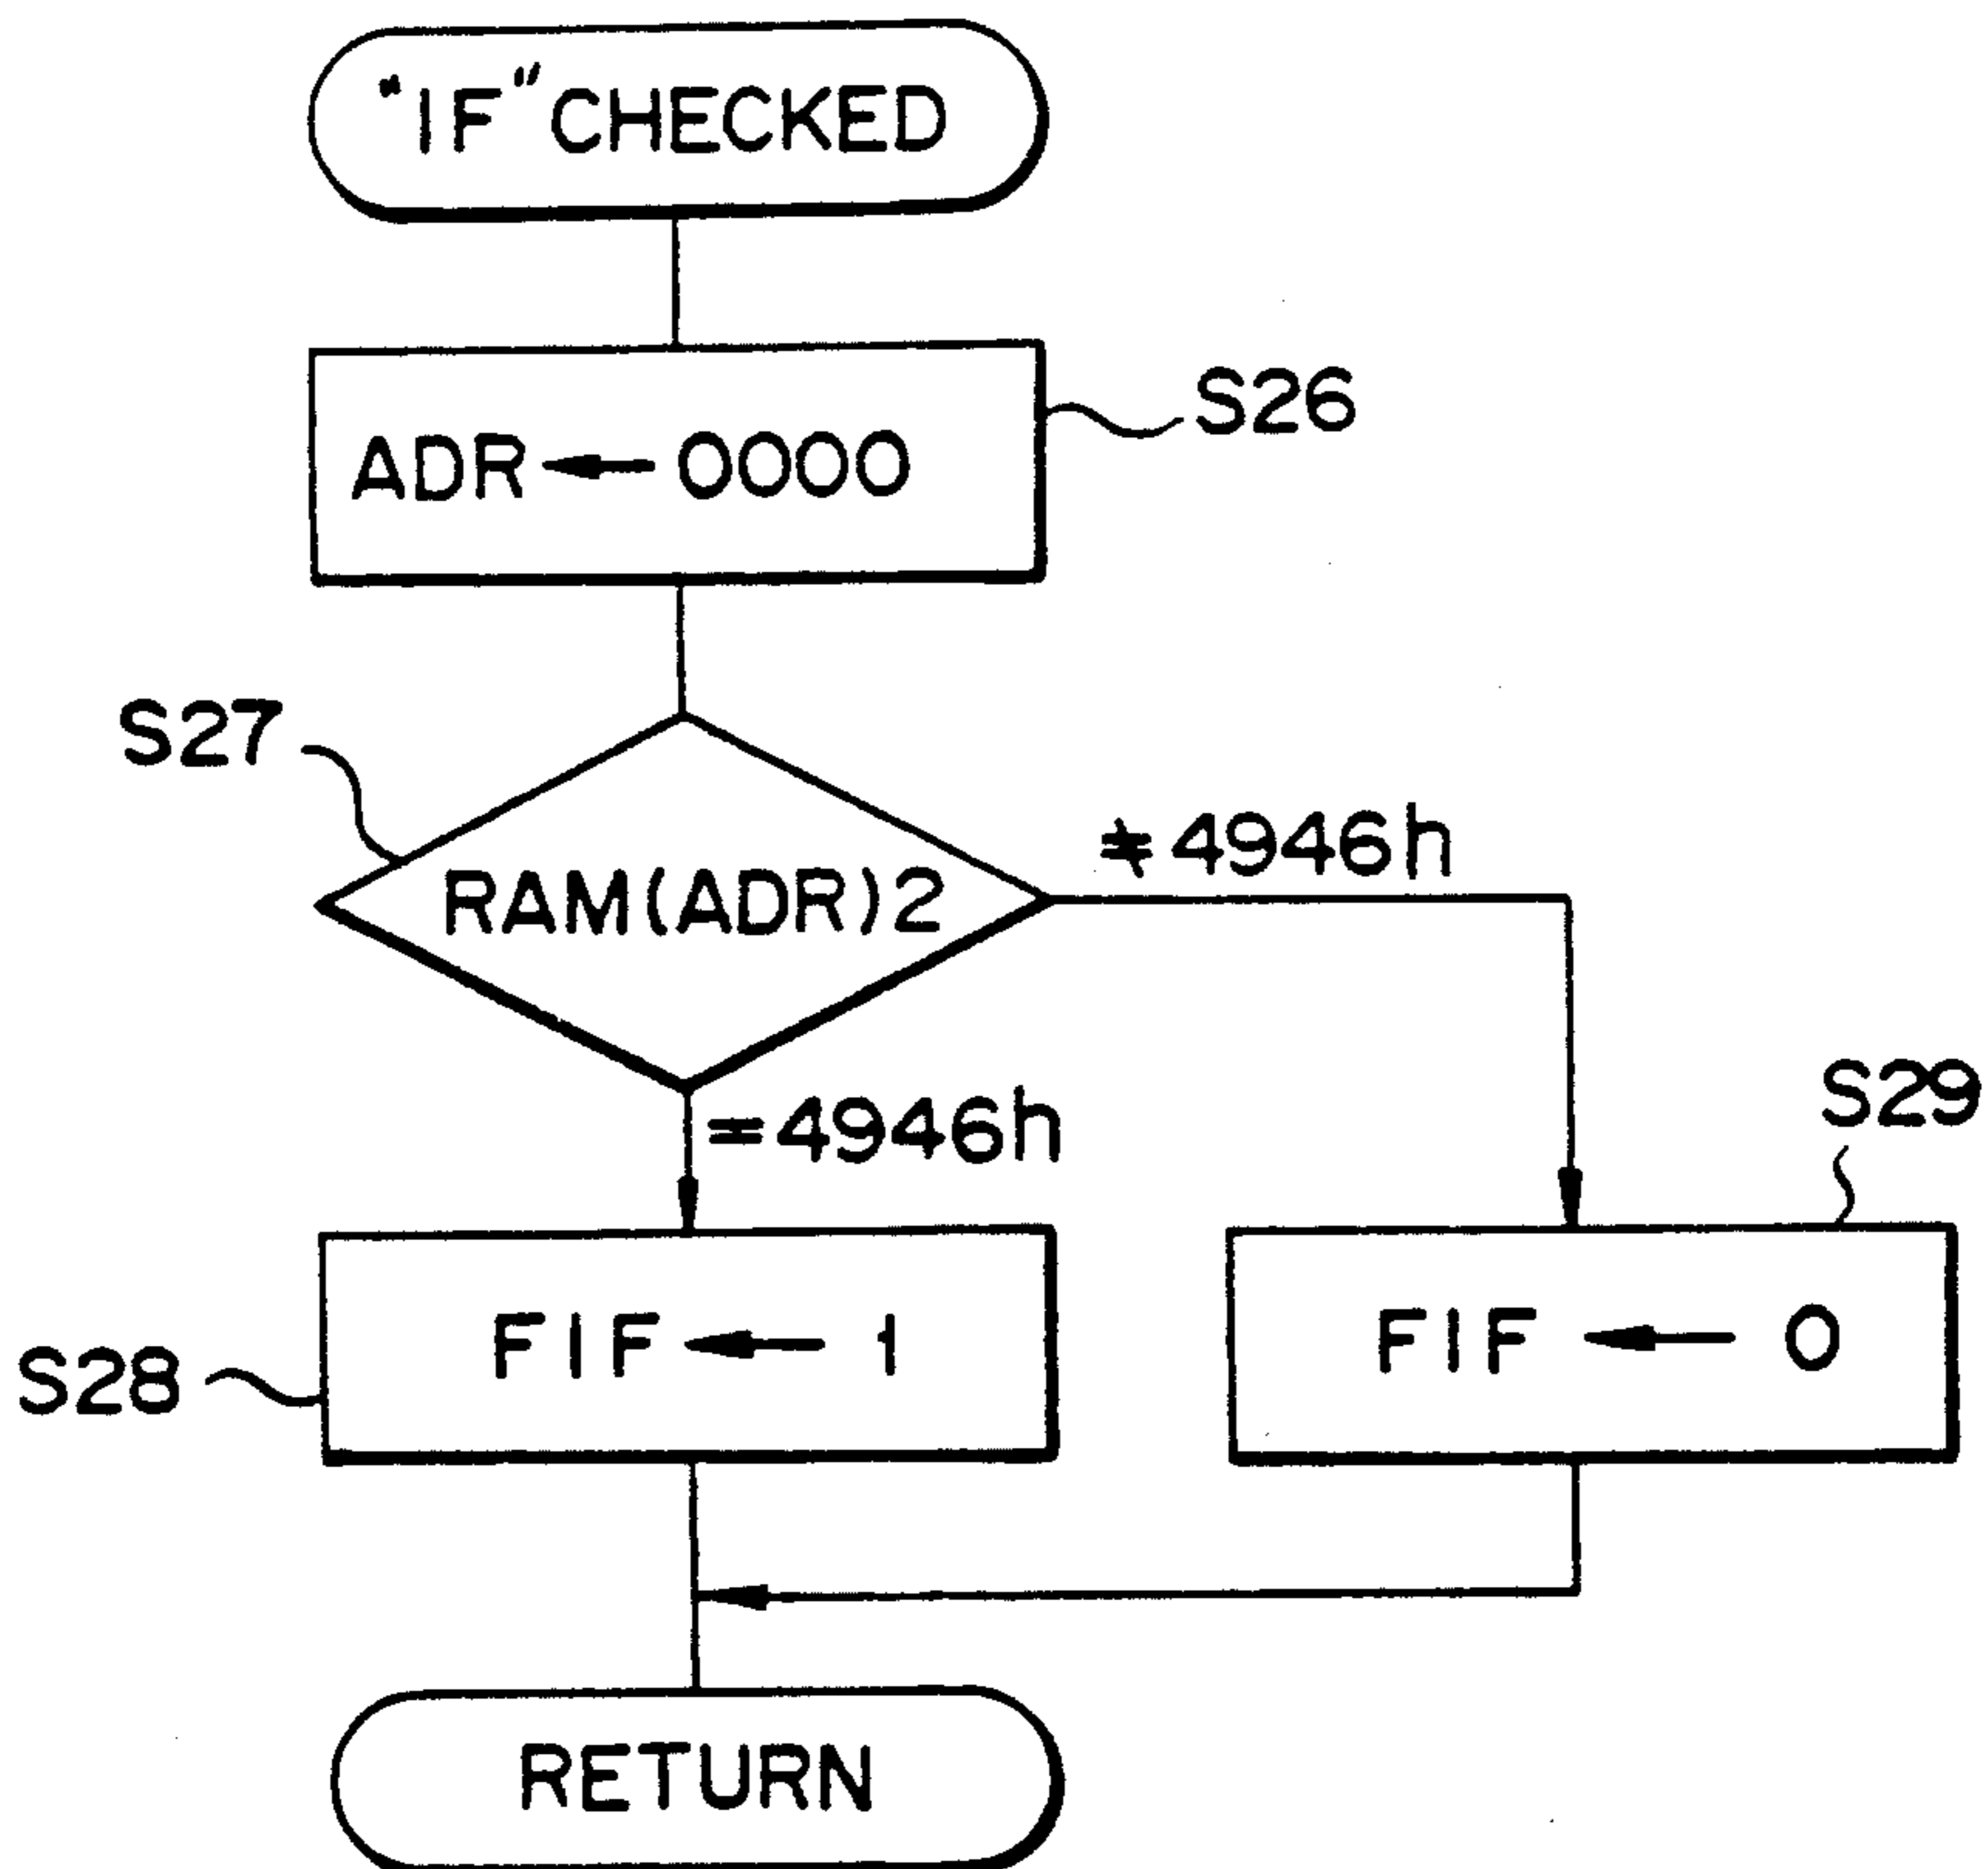 "IF" CHECKED
S26
ADR ← 0000
S27
RAM(ADR)2
≠4946h
=4946h
S29
S28
FIF ← 1
FIF ← 0
RETURN